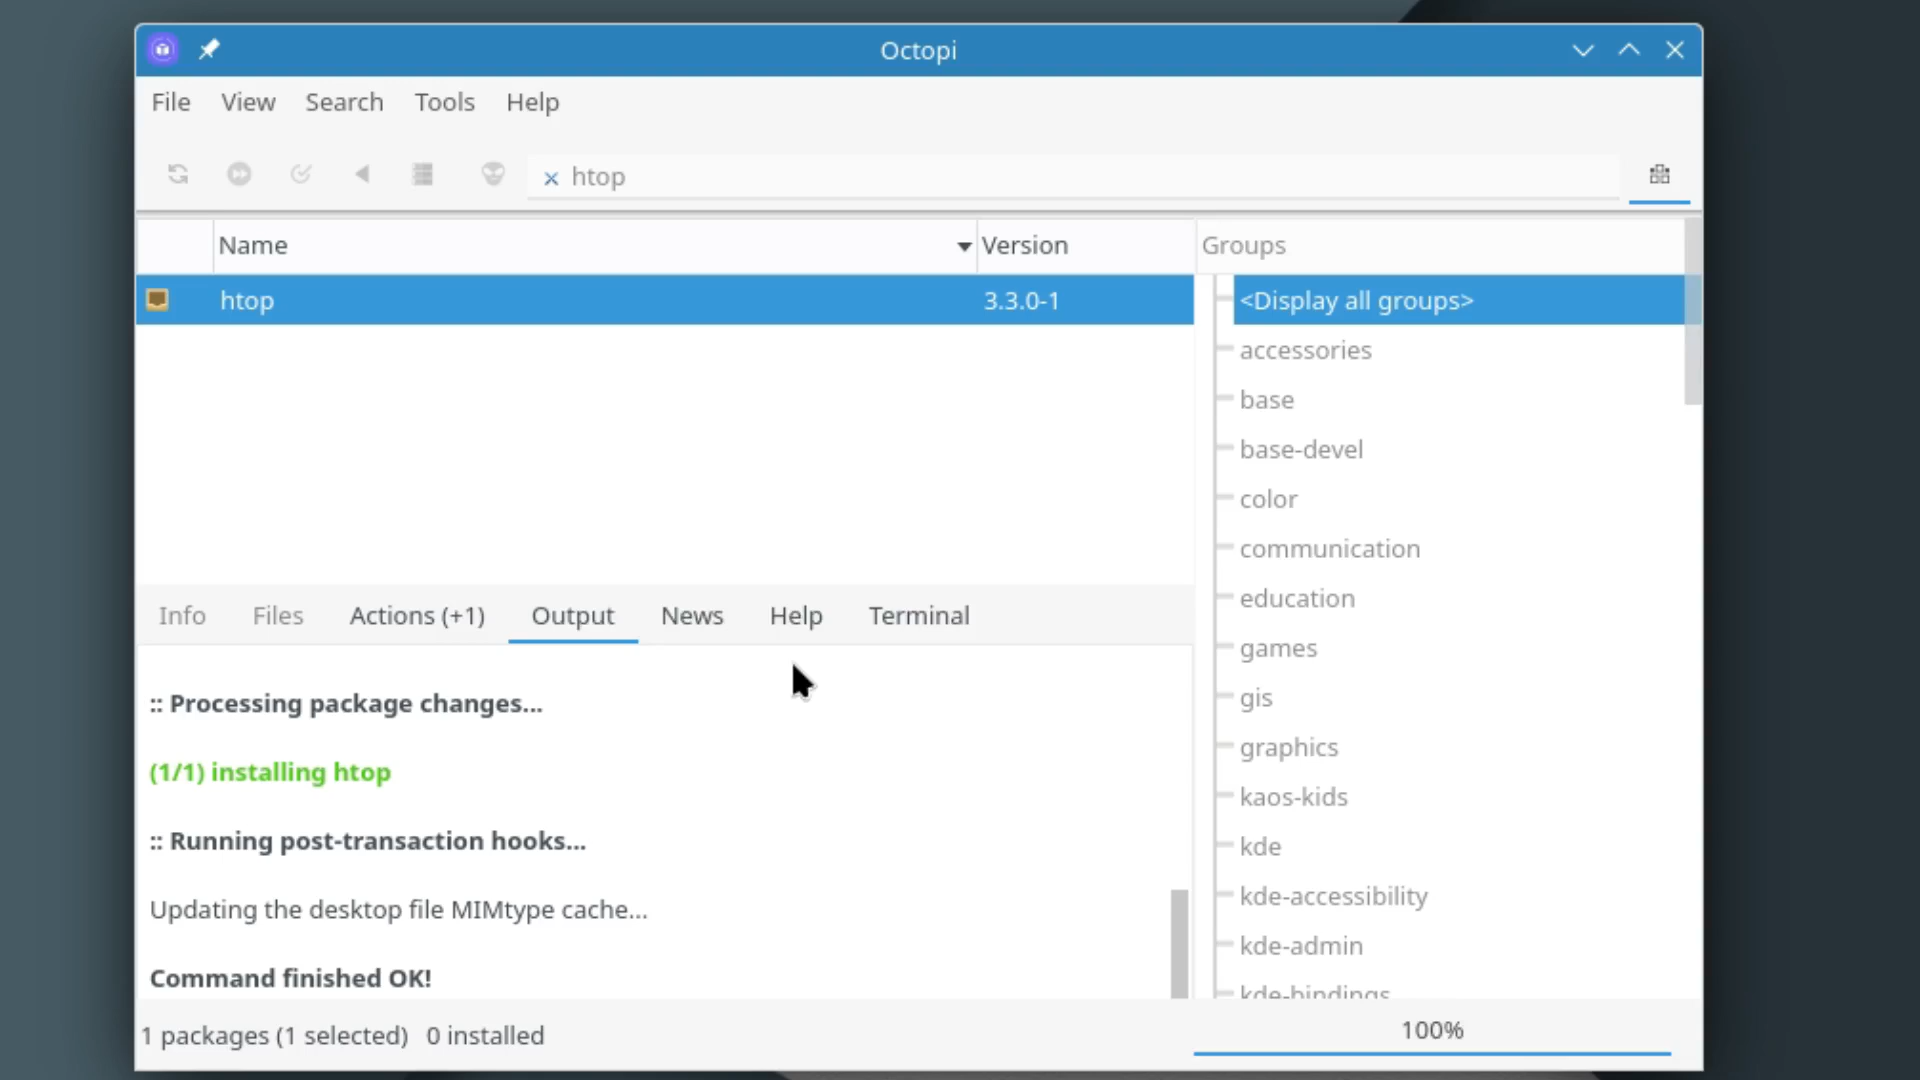 Octopi
File View Search Tools Help
htop
Name Version Groups
htop 3.3.0-1
<Display all groups>
accessories
base
base-devel
color
communication
education
games
gis
graphics
kaos-kids
kde
kde-accessibility
kde-admin
kde-bindings
Info Files Actions (+1) Output News Help Terminal
:: Processing package changes...
(1/1) installing htop
:: Running post-transaction hooks...
Updating the desktop file MIMtype cache...
Command finished OK!
1 packages (1 selected) 0 installed
100%